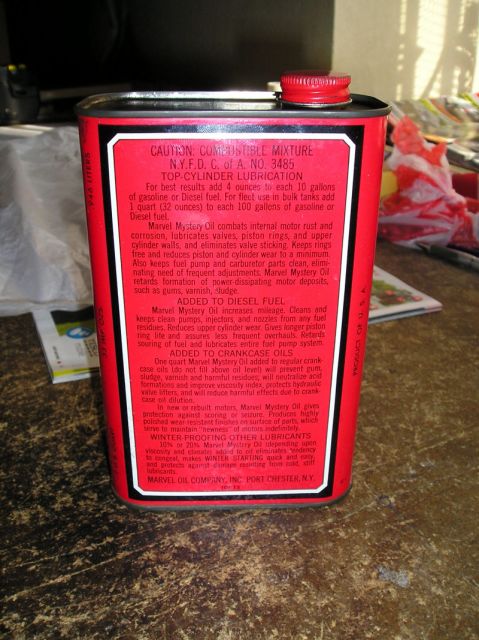 CAUTION: COMBUSTIBLE MIXTURE
N.Y.F.D. C. of A. NO. 3485
TOP-CYLINDER LUBRICATION
For best results add 4 ounces to each 10 gallons
of gasoline or Diesel fuel. For fleet use in bulk tanks add
1 quart (32 ounces) to each 100 gallons of gasoline or
Diesel fuel.
Marvel Mystery Oil combats internal motor rust and
corrosion, lubricates valves, piston rings, and upper
cylinder walls, and eliminates valve sticking. Keeps rings
free and reduces piston and cylinder wear to a minimum.
Also keeps fuel pump and carburetor parts clean, elimi-
nating need of frequent adjustments. Marvel Mystery Oil
retards formation of power-dissipating motor deposits,
such as gums, varnish, sludge.
ADDED TO DIESEL FUEL
Marvel Mystery Oil increases mileage. Cleans and
keeps clean pumps, injectors, and nozzles from any fuel
residues. Reduces upper cylinder wear. Gives longer piston
ring life and assures less frequent overhauls. Retards
souring of fuel and lubricates entire fuel pump system.
ADDED TO CRANKCASE OILS
One quart Marvel Mystery Oil added to regular crank-
case oils (do not fill above oil level) will prevent gum,
sludge, varnish and harmful residues; will neutralize acid
formations and improve viscosity index, protects hydraulic
valve lifters, and will reduce harmful effects due to crank-
case oil dilution.
In new or rebuilt motors, Marvel Mystery Oil gives
protection against scoring or seizure. Produces highly
polished wear-resistant finishes on surface of parts, which
serve to maintain "newness" of motors indefinitely.
WINTER-PROOFING OTHER LUBRICANTS
10% or 20% Marvel Mystery Oil (depending upon
viscosity and climate) added to oil eliminates tendency
to congeal, makes WINTER STARTING quick and easy,
and protects against damage resulting from cold, stiff
lubricants.
MARVEL OIL COMPANY, INC. PORT CHESTER, N.Y.
.946 LITERS
32 FL. OZS.
PRODUCT OF U.S.A.